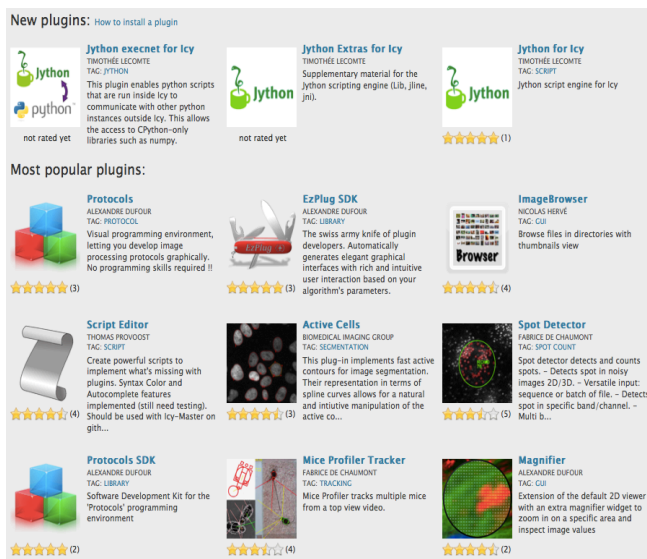 New plugins: How to install a plugin
Jython
python
not rated yet
Jython execnet for Icy
TIMOTHÉE LECOMTE
TAG: JYTHON
This plugin enables python scripts
that are run inside Icy to
communicate with other python
instances outside Icy. This allows
the access to CPython-only
libraries such as numpy.
Jython
not rated yet
Jython Extras for Icy
TIMOTHÉE LECOMTE
Supplementary material for the
Jython scripting engine (Lib, jline,
jni).
Jython
(1)
Jython for Icy
TIMOTHÉE LECOMTE
TAG: SCRIPT
Jython script engine for Icy
Most popular plugins:
(3)
Protocols
ALEXANDRE DUFOUR
TAG: PROTOCOL
Visual programming environment,
letting you develop image
processing protocols graphically.
No programming skills required !!
EzPlug
(3)
EzPlug SDK
ALEXANDRE DUFOUR
TAG: LIBRARY
The swiss army knife of plugin
developers. Automatically
generates elegant graphical
interfaces with rich and intuitive
user interaction based on your
algorithm's parameters.
Browser
(4)
ImageBrowser
NICOLAS HERVÉ
TAG: GUI
Browse files in directories with
thumbnails view
(4)
Script Editor
THOMAS PROVOOST
TAG: SCRIPT
Create powerful scripts to
implement what's missing with
plugins. Syntax Color and
Autocomplete features
implemented (still need testing).
Should be used with Icy-Master on
gith...
(3)
Active Cells
BIOMEDICAL IMAGING GROUP
TAG: SEGMENTATION
This plug-in implements fast active
contours for image segmentation.
Their representation in terms of
spline curves allows for a natural
and intiutive manipulation of the
active co...
(5)
Spot Detector
FABRICE DE CHAUMONT
TAG: SPOT COUNT
Spot detector detects and counts
spots. - Detects spot in noisy
images 2D/3D. - Versatile input:
sequence or batch of file. - Detects
spot in specific band/channel. -
Multi b...
(2)
Protocols SDK
ALEXANDRE DUFOUR
TAG: LIBRARY
Software Development Kit for the
'Protocols' programming
environment
(4)
Mice Profiler Tracker
FABRICE DE CHAUMONT
TAG: TRACKING
Mice Profiler tracks multiple mice
from a top view video.
(2)
Magnifier
ALEXANDRE DUFOUR
TAG: GUI
Extension of the default 2D viewer
with an extra magnifier widget to
zoom in on a specific area and
inspect image values